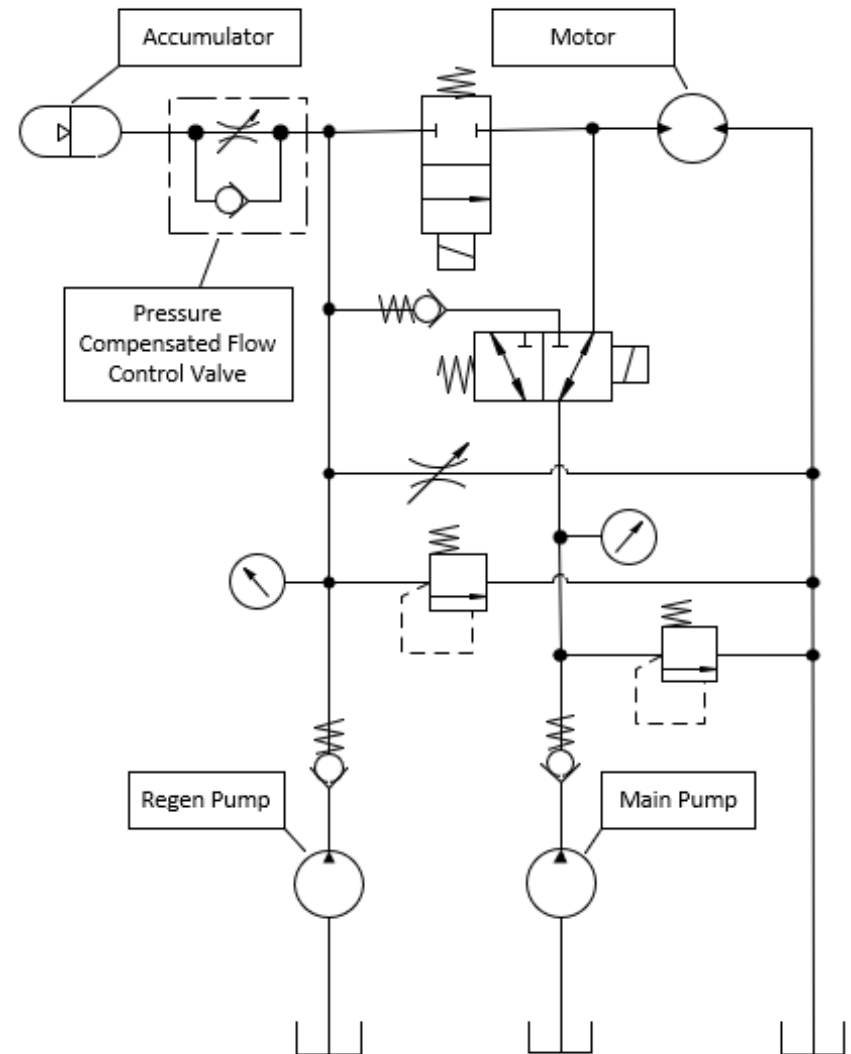 Accumulator
Motor
Pressure
Compensated Flow
Control Valve
Regen Pump
Main Pump